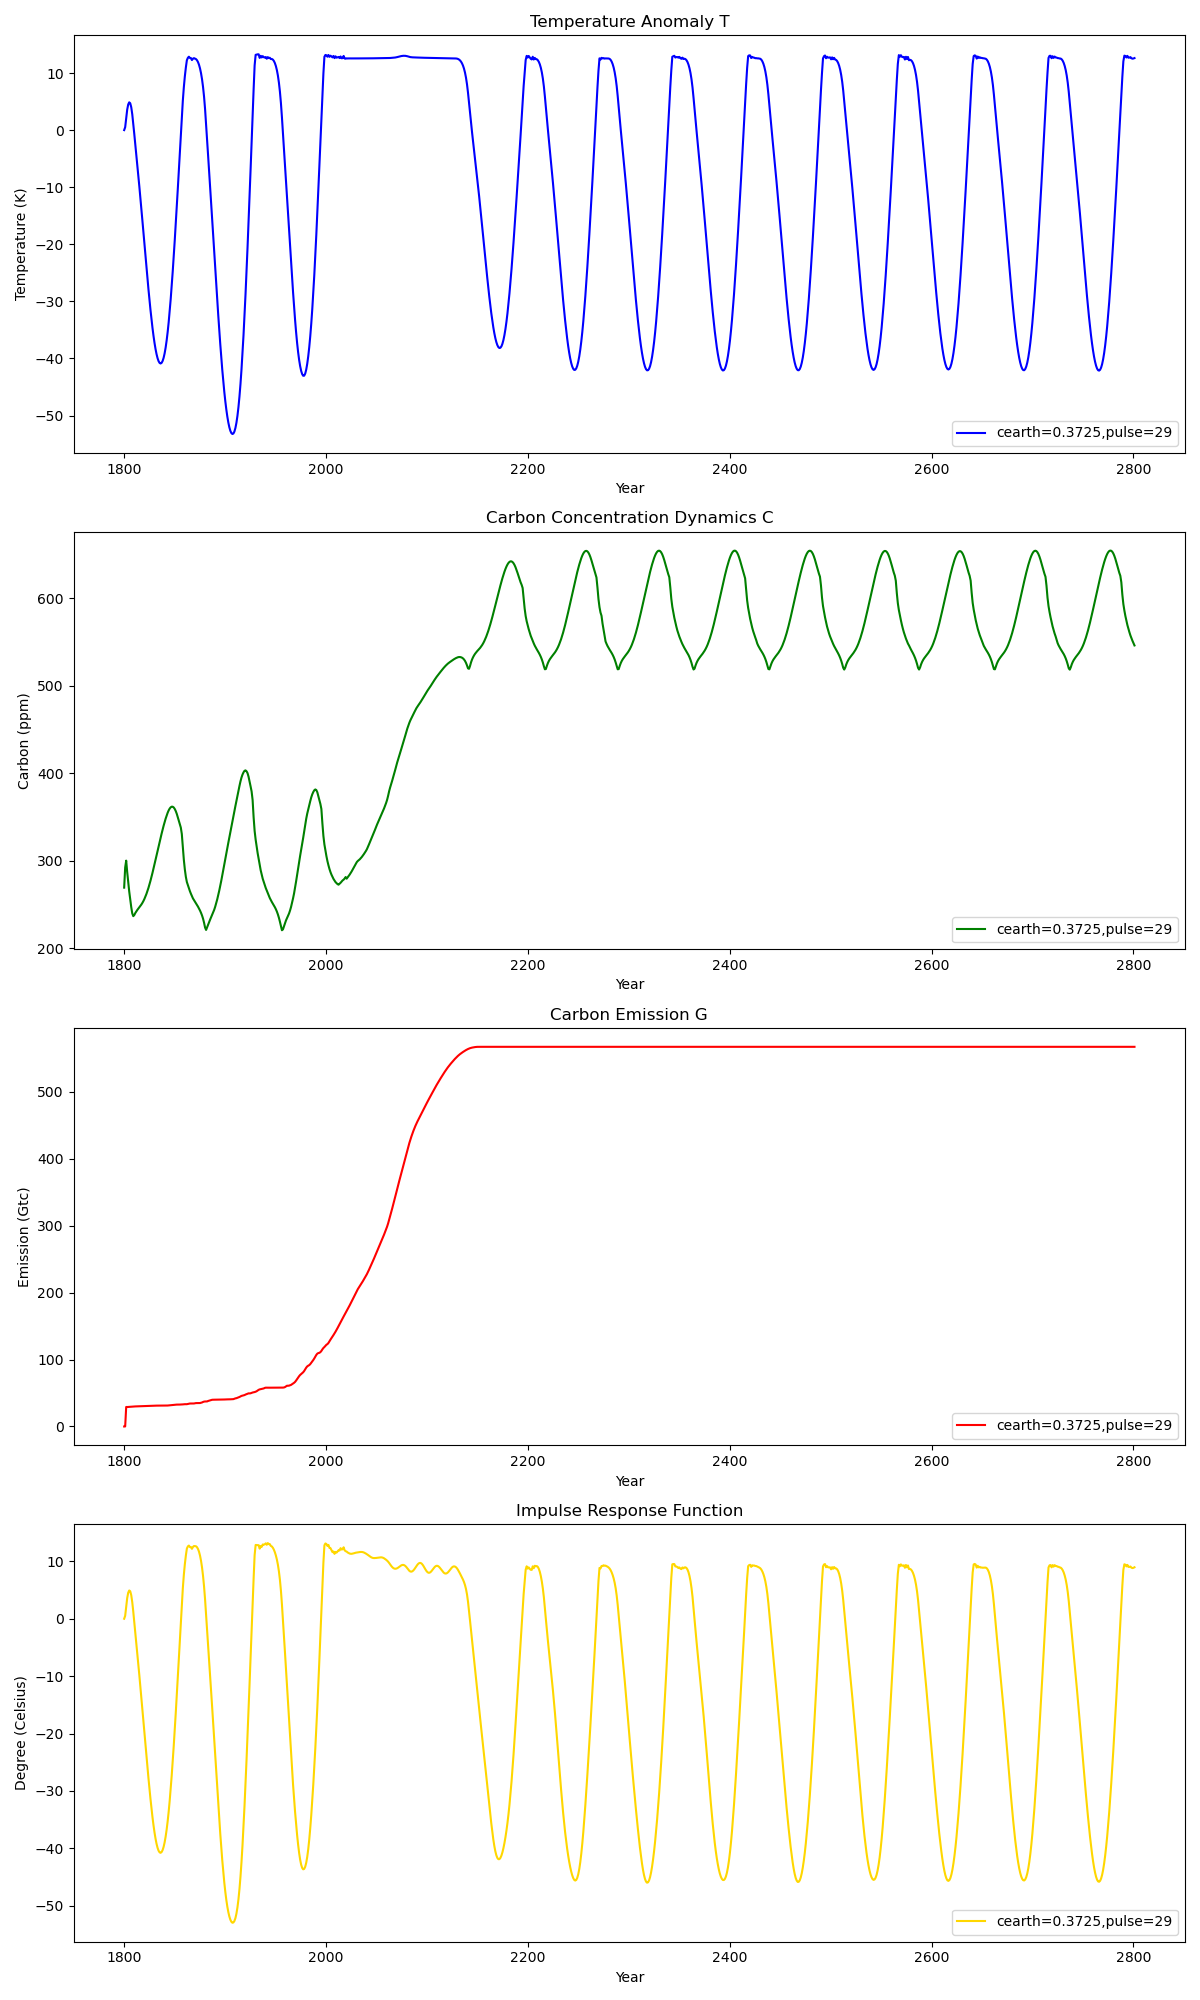 Temperature Anomaly T
Temperature (K)
10
0
−10
−20
−30
−40
−50
cearth=0.3725,pulse=29
1800 2000 2200 2400 2600 2800
Year
Carbon Concentration Dynamics C
Carbon (ppm)
600
500
400
300
200
cearth=0.3725,pulse=29
1800 2000 2200 2400 2600 2800
Year
Carbon Emission G
Emission (Gtc)
500
400
300
200
100
0
cearth=0.3725,pulse=29
1800 2000 2200 2400 2600 2800
Year
Impulse Response Function
Degree (Celsius)
10
0
−10
−20
−30
−40
−50
cearth=0.3725,pulse=29
1800 2000 2200 2400 2600 2800
Year